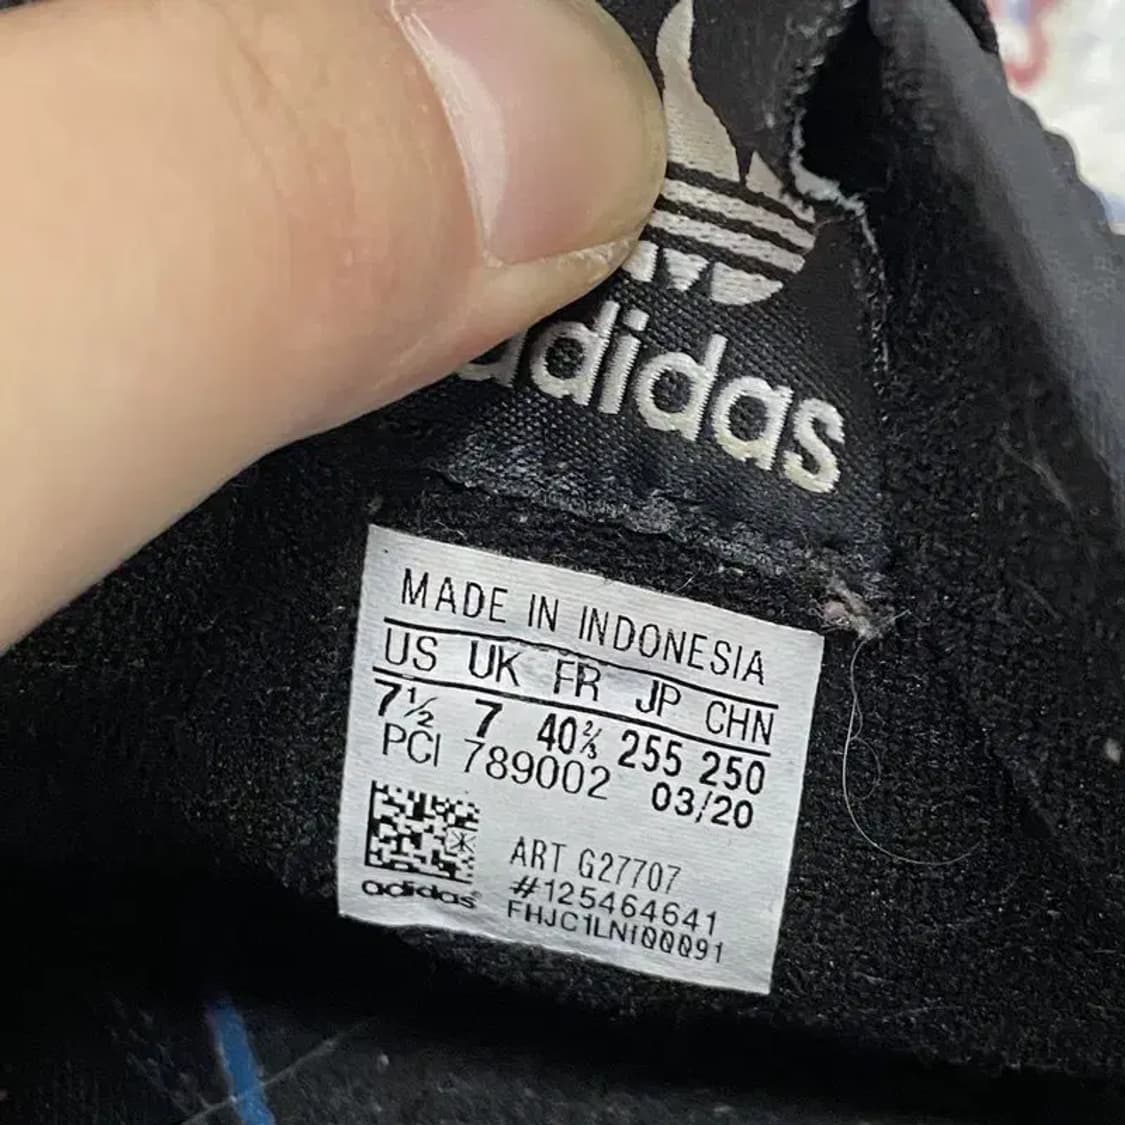 adidas
MADE IN INDONESIA
US UK FR JP CHN
7½ 7 40⅔ 255 250
PCI 789002 03/20
ART G27707
#125464641
FHJC1LN1QQQ91
adidas